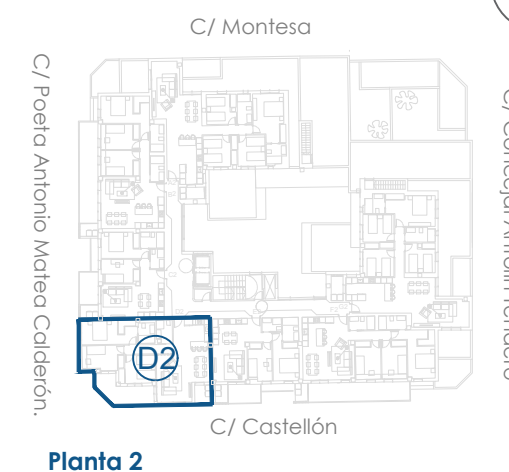 C/ Montesa
C/ Poeta Antonio Matea Calderón.
D2
C/ Castellón
Planta 2